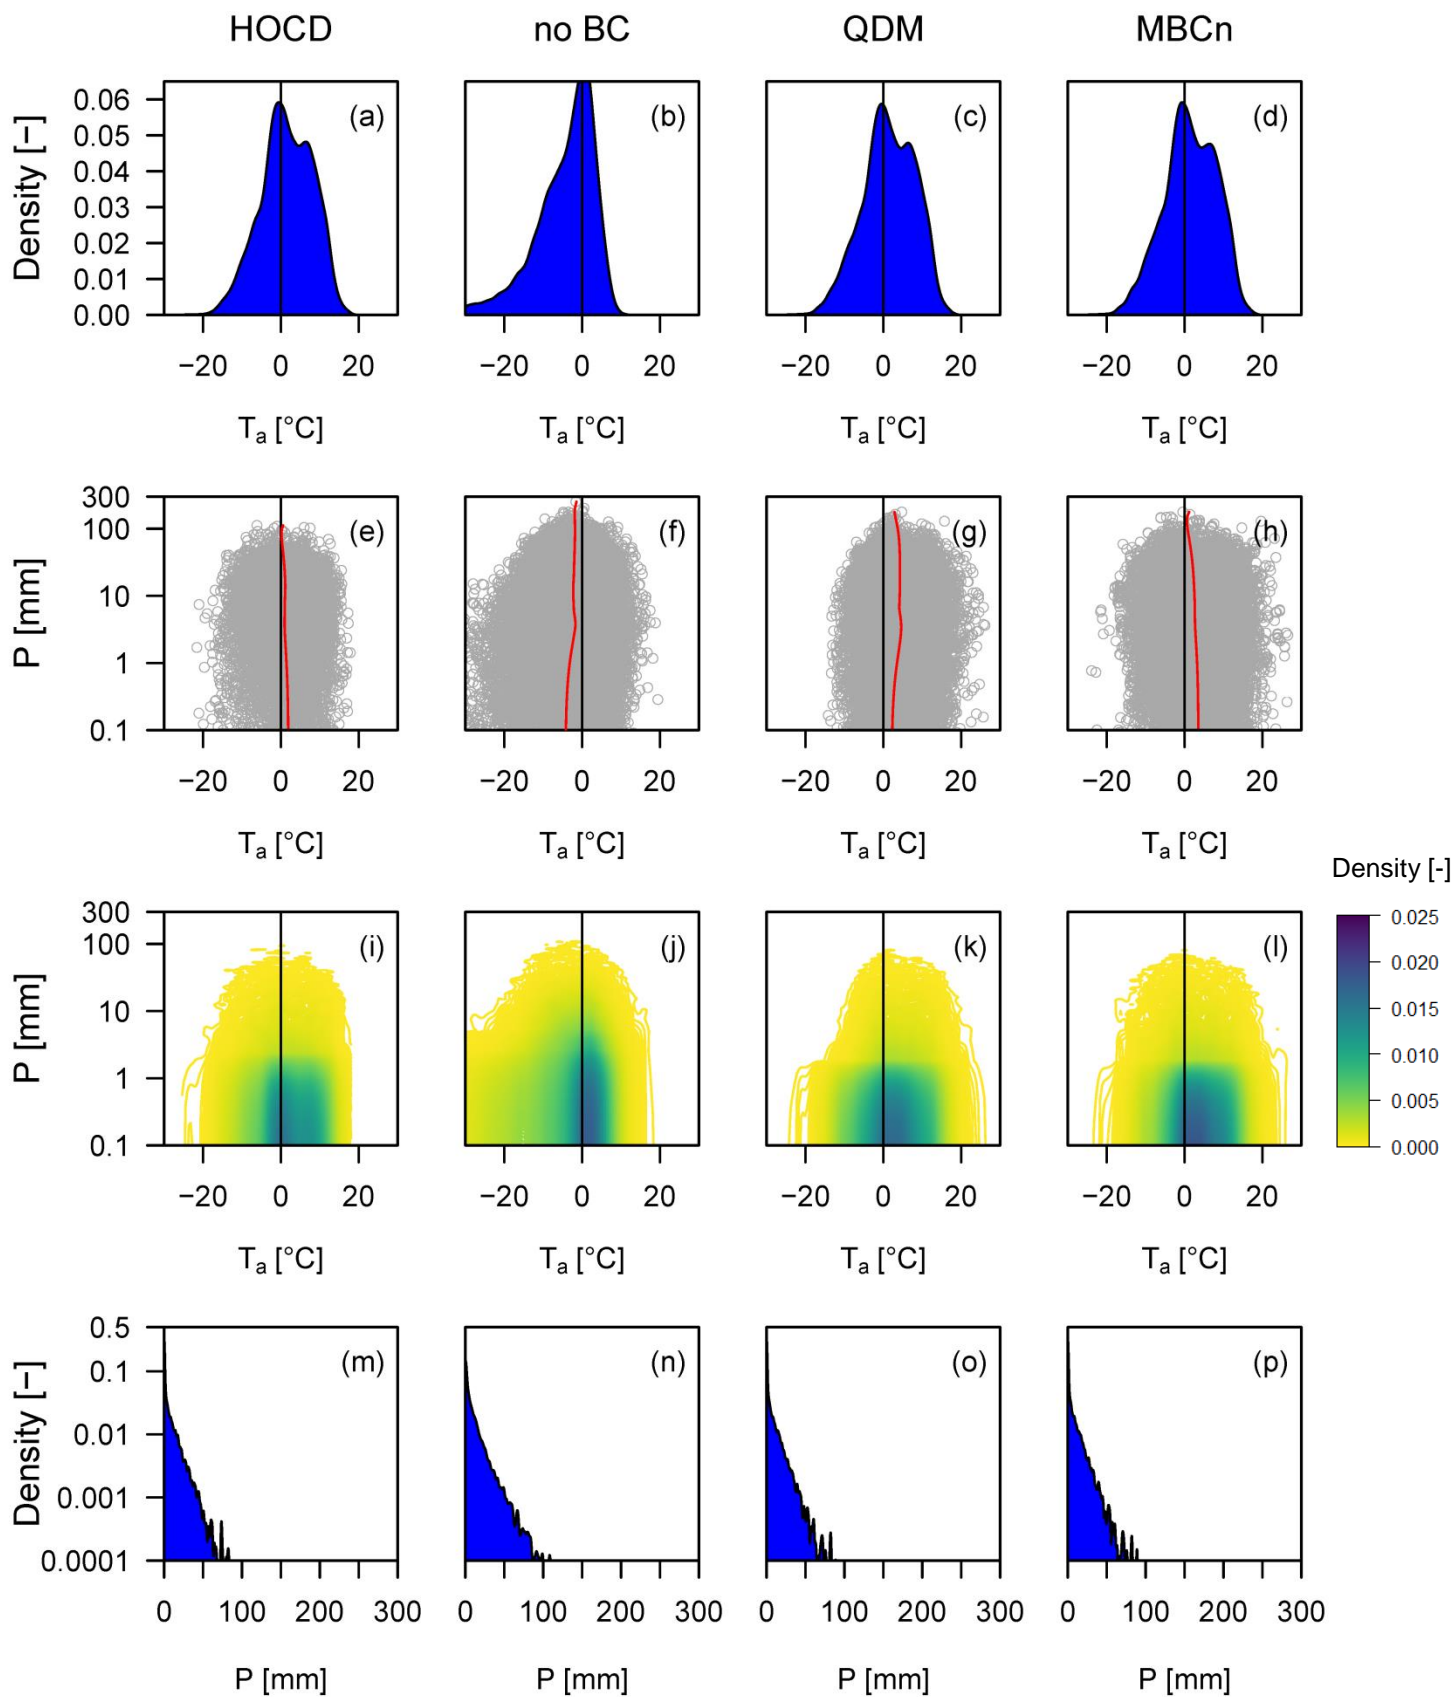 HOCD no BC QDM MBCn
Density [−]
0.06
0.05
0.04
0.03
0.02
0.01
0.00
(a) (b) (c) (d)
−20 0 20 −20 0 20 −20 0 20 −20 0 20
Ta [°C] Ta [°C] Ta [°C] Ta [°C]
P [mm]
300
100
10
1
0.1
(e) (f) (g) (h)
−20 0 20 −20 0 20 −20 0 20 −20 0 20
Ta [°C] Ta [°C] Ta [°C] Ta [°C]
P [mm]
300
100
10
1
0.1
(i) (j) (k) (l)
Density [-]
0.025
0.020
0.015
0.010
0.005
0.000
−20 0 20 −20 0 20 −20 0 20 −20 0 20
Ta [°C] Ta [°C] Ta [°C] Ta [°C]
Density [−]
0.5
0.1
0.01
0.001
0.0001
(m) (n) (o) (p)
0 100 200 300 0 100 200 300 0 100 200 300 0 100 200 300
P [mm] P [mm] P [mm] P [mm]